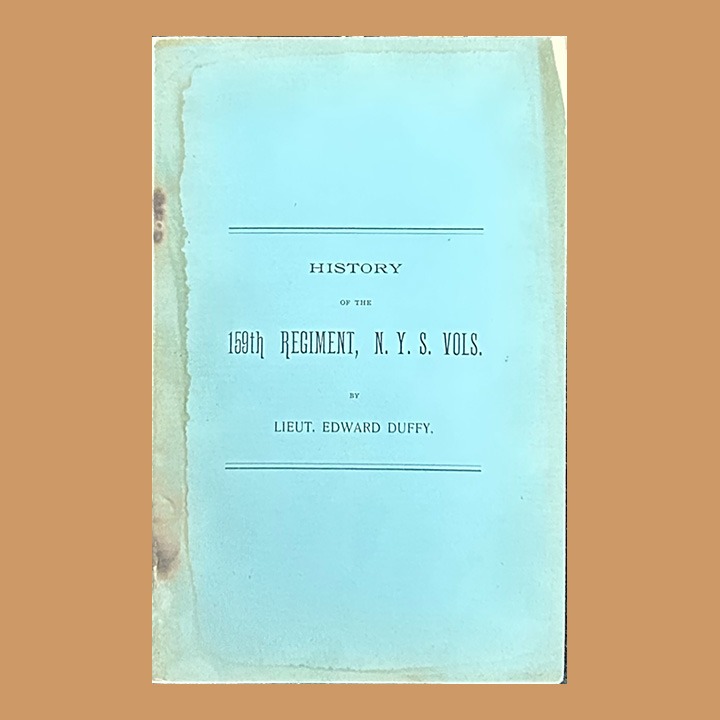 HISTORY
OF THE
159th REGIMENT, N. Y. S. VOLS.
BY
LIEUT. EDWARD DUFFY.